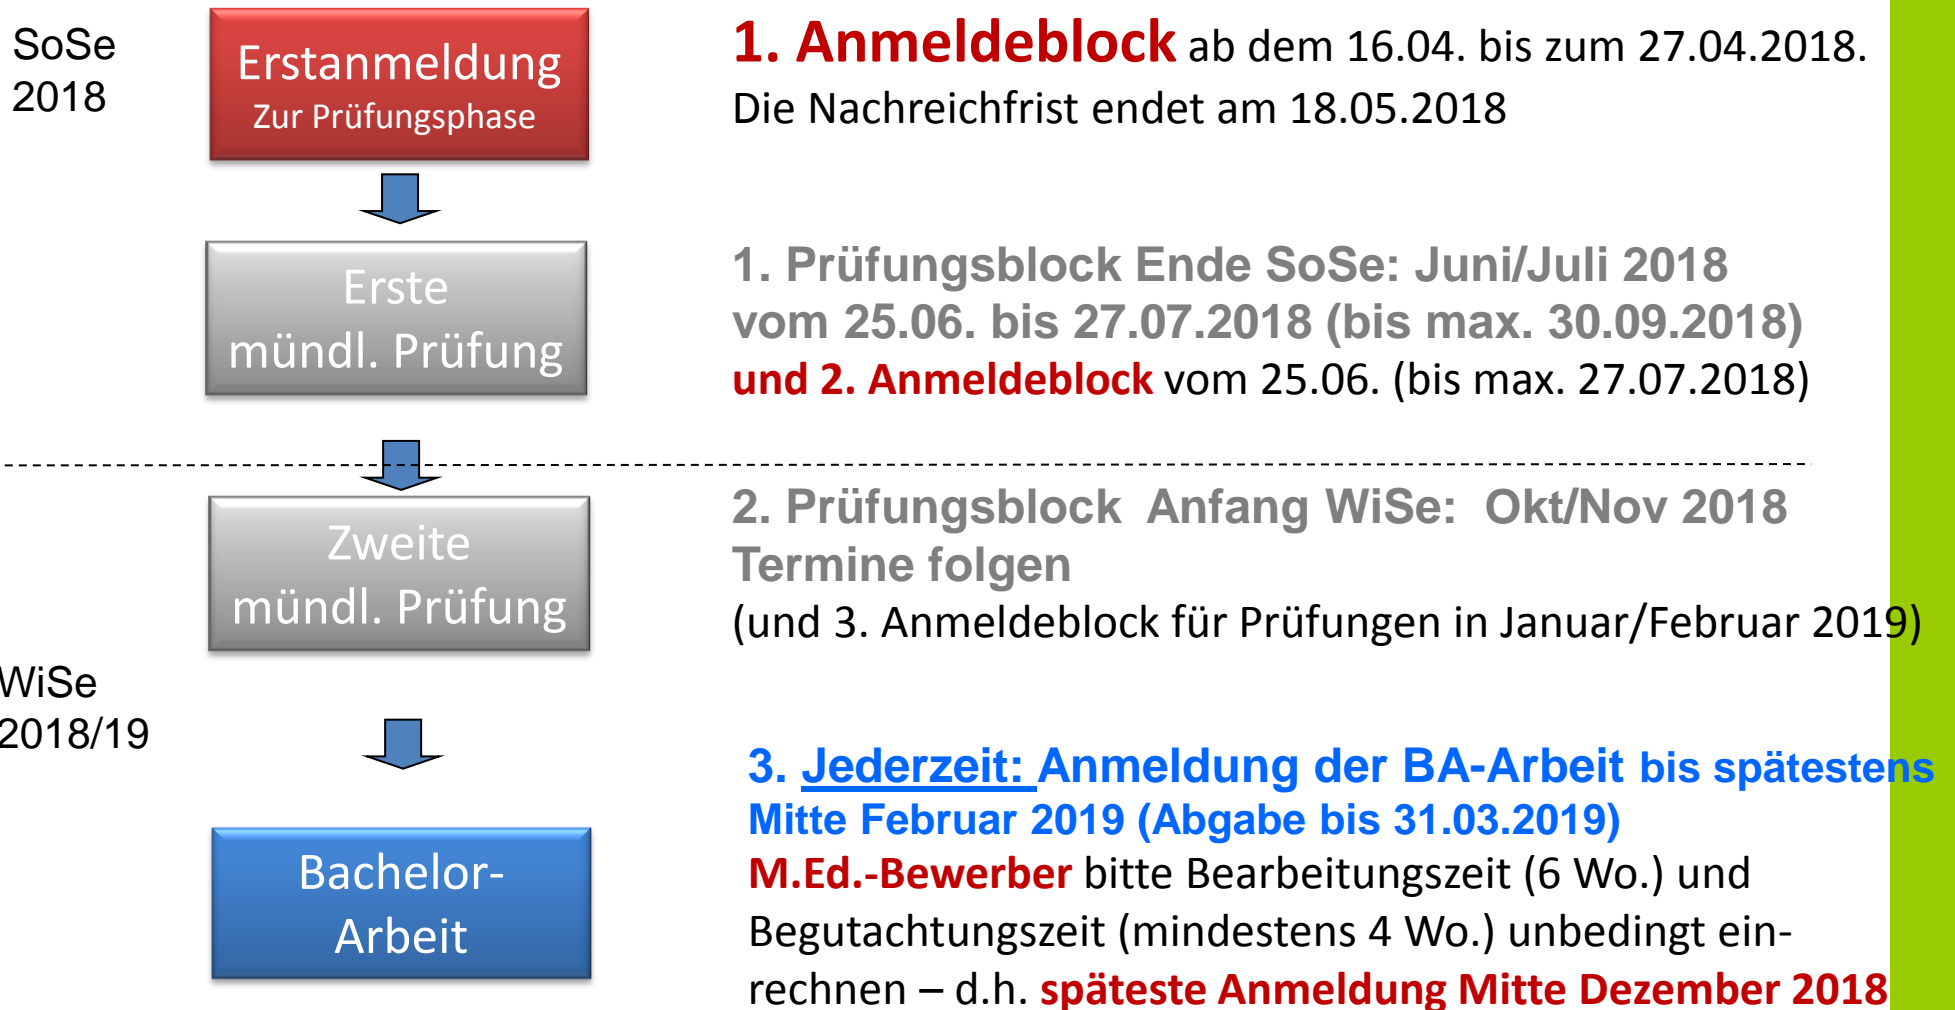 SoSe
2018
Erstanmeldung
Zur Prüfungsphase
1. Anmeldeblock ab dem 16.04. bis zum 27.04.2018.
Die Nachreichfrist endet am 18.05.2018
Erste
mündl. Prüfung
1. Prüfungsblock Ende SoSe: Juni/Juli 2018
vom 25.06. bis 27.07.2018 (bis max. 30.09.2018)
und 2. Anmeldeblock vom 25.06. (bis max. 27.07.2018)
Zweite
mündl. Prüfung
2. Prüfungsblock Anfang WiSe: Okt/Nov 2018
Termine folgen
(und 3. Anmeldeblock für Prüfungen in Januar/Februar 2019)
WiSe
2018/19
Bachelor-
Arbeit
3. Jederzeit: Anmeldung der BA-Arbeit bis spätestens
Mitte Februar 2019 (Abgabe bis 31.03.2019)
M.Ed.-Bewerber bitte Bearbeitungszeit (6 Wo.) und
Begutachtungszeit (mindestens 4 Wo.) unbedingt ein-
rechnen – d.h. späteste Anmeldung Mitte Dezember 2018